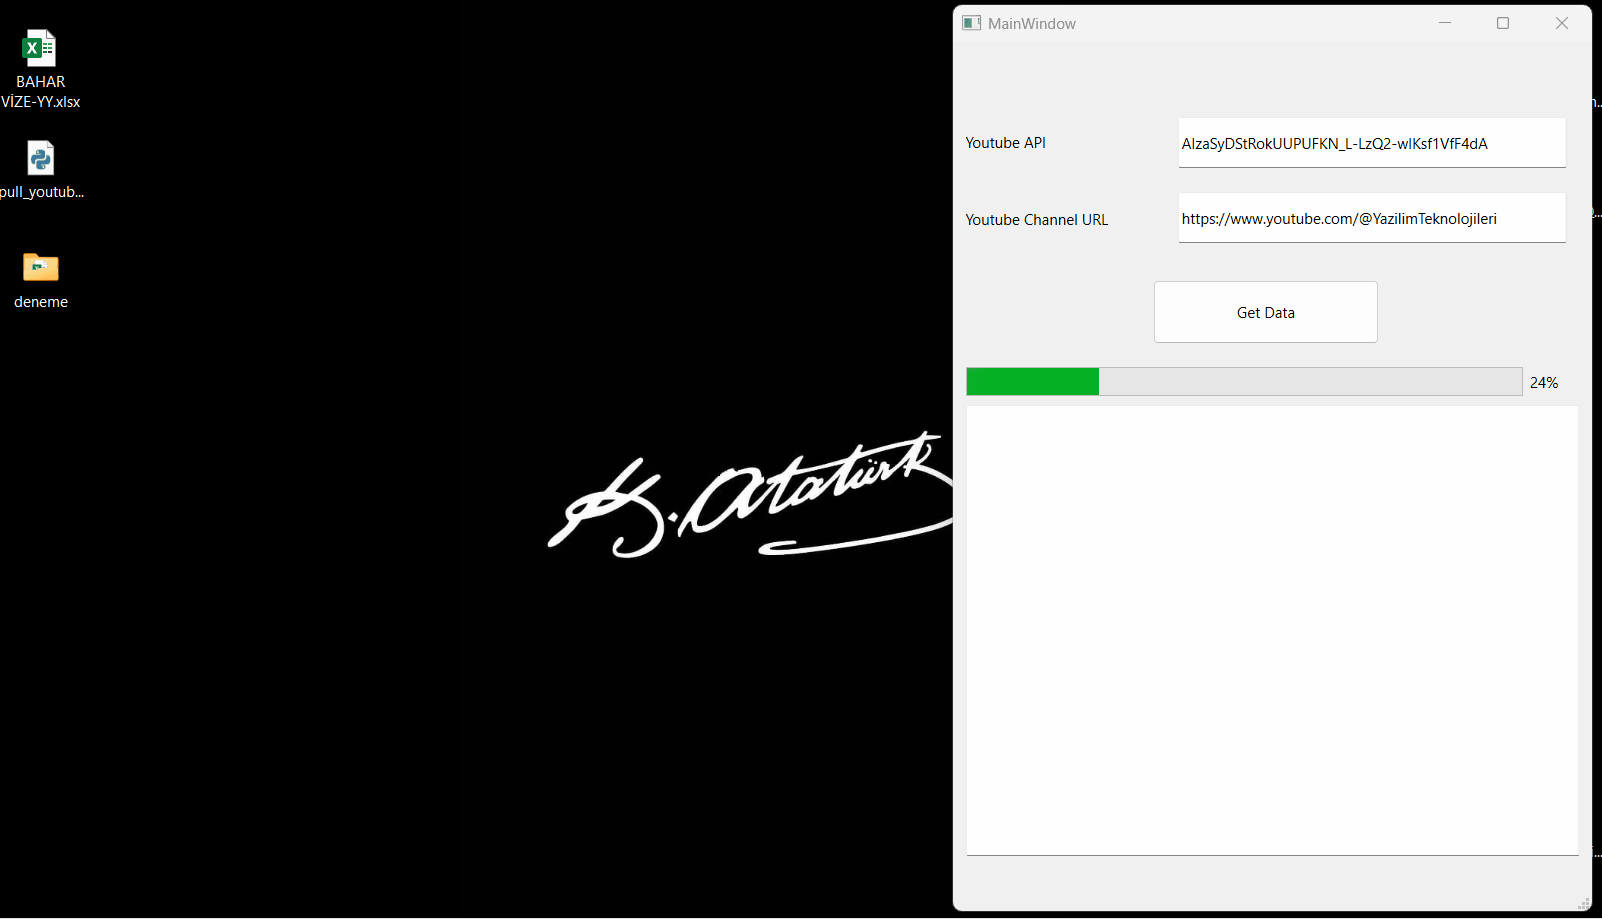 BAHAR
VİZE-YY.xlsx
pull_youtub...
deneme
K. Atatürk
MainWindow
Youtube API
AIzaSyDStRokUUPUFKN_L-LzQ2-wIKsf1VfF4dA
Youtube Channel URL
https://www.youtube.com/@YazilimTeknolojileri
Get Data
24%